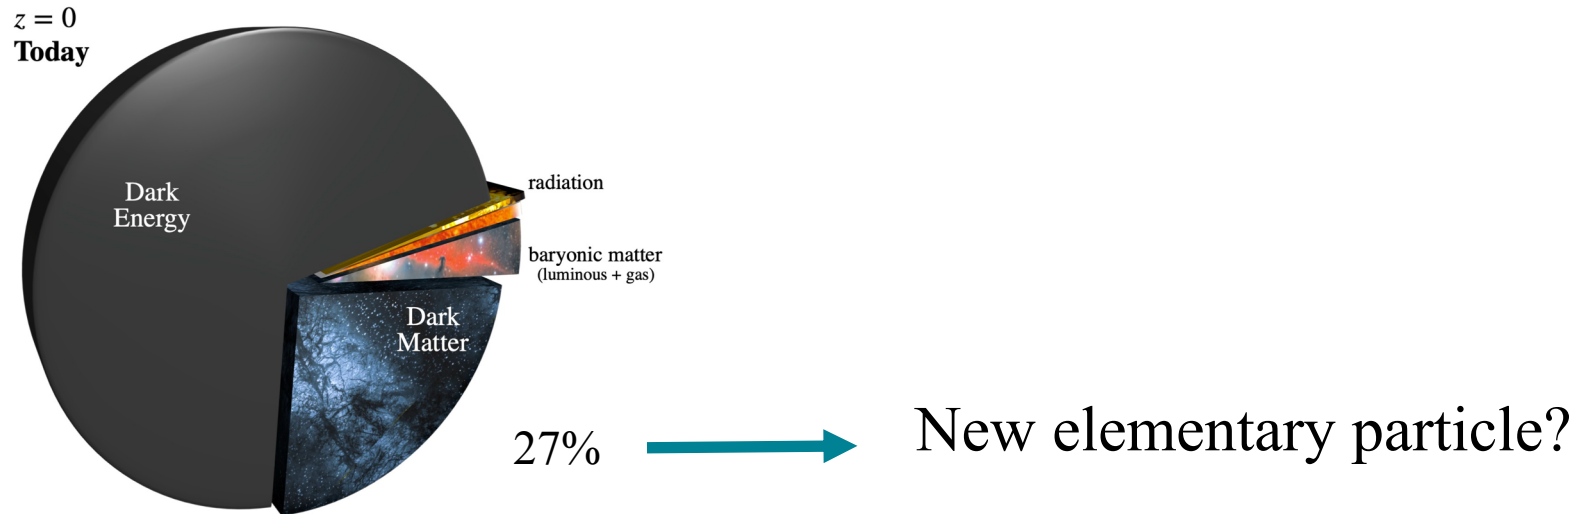 z = 0
Today
Dark
Energy
radiation
baryonic matter
(luminous + gas)
Dark
Matter
27%
New elementary particle?